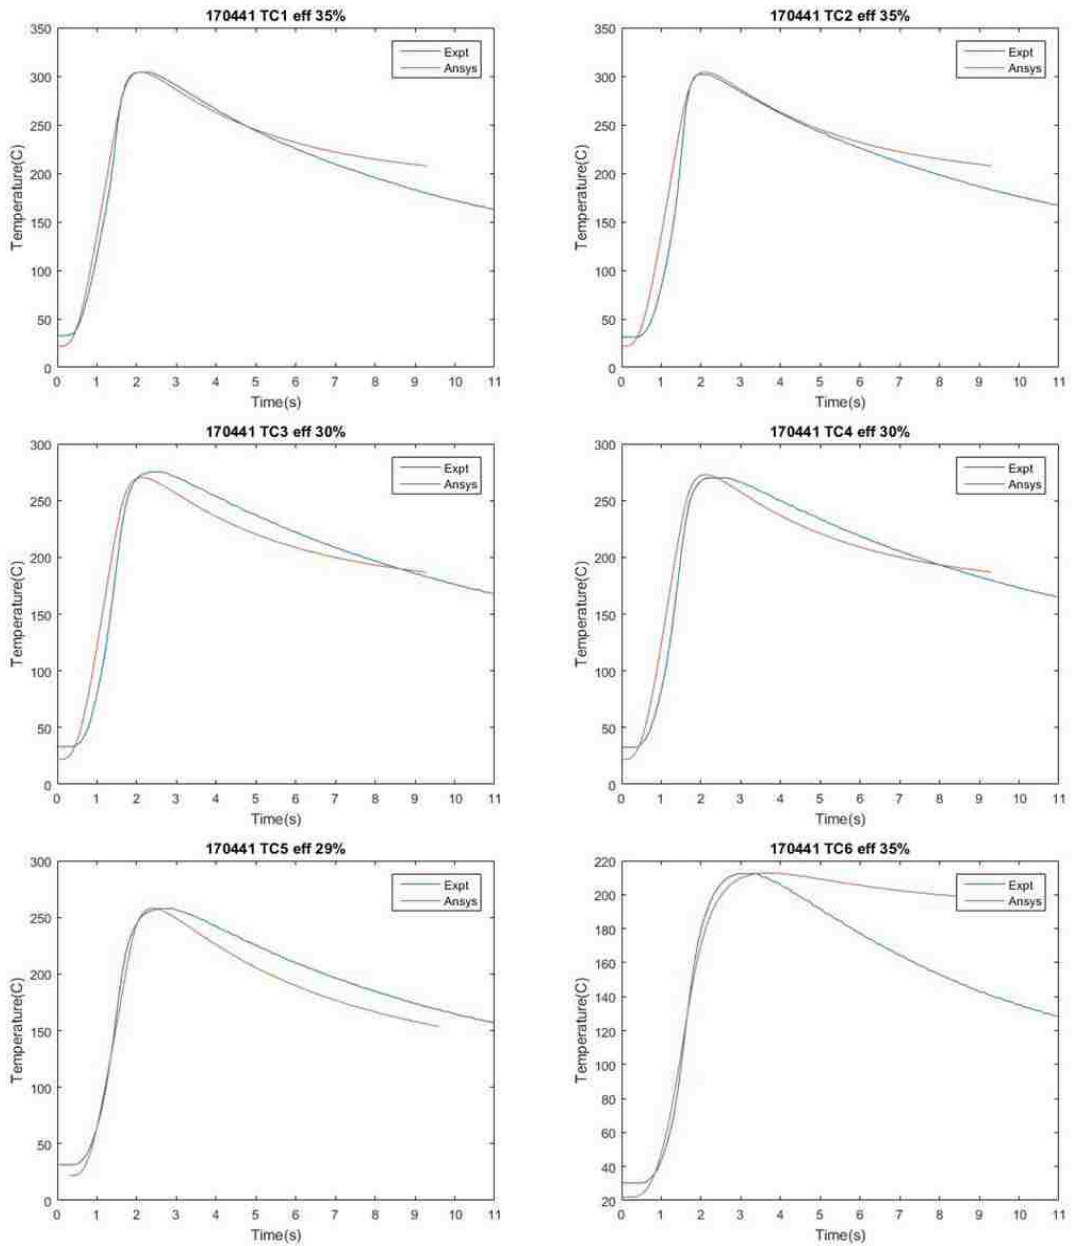 170441 TC1 eff 35%
Temperature(C)
350
300
250
200
150
100
50
0
Expt
Ansys
0 1 2 3 4 5 6 7 8 9 10 11
Time(s)
170441 TC2 eff 35%
Temperature(C)
350
300
250
200
150
100
50
0
Expt
Ansys
0 1 2 3 4 5 6 7 8 9 10 11
Time(s)
170441 TC3 eff 30%
Temperature(C)
300
250
200
150
100
50
0
Expt
Ansys
0 1 2 3 4 5 6 7 8 9 10 11
Time(s)
170441 TC4 eff 30%
Temperature(C)
300
250
200
150
100
50
0
Expt
Ansys
0 1 2 3 4 5 6 7 8 9 10 11
Time(s)
170441 TC5 eff 29%
Temperature(C)
300
250
200
150
100
50
0
Expt
Ansys
0 1 2 3 4 5 6 7 8 9 10 11
Time(s)
170441 TC6 eff 35%
Temperature(C)
220
200
180
160
140
120
100
80
60
40
20
Expt
Ansys
0 1 2 3 4 5 6 7 8 9 10 11
Time(s)